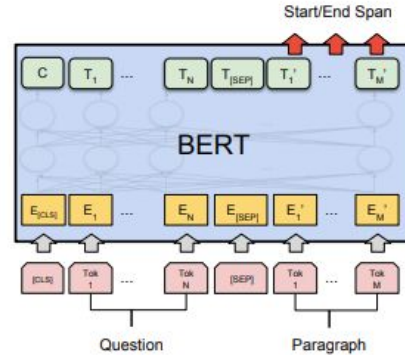 Start/End Span
C T1 ... TN T[SEP] T1' ... TM'
BERT
E[CLS] E1 ... EN E[SEP] E1' ... EM'
[CLS] Tok 1 ... Tok N [SEP] Tok 1 ... Tok M
Question Paragraph